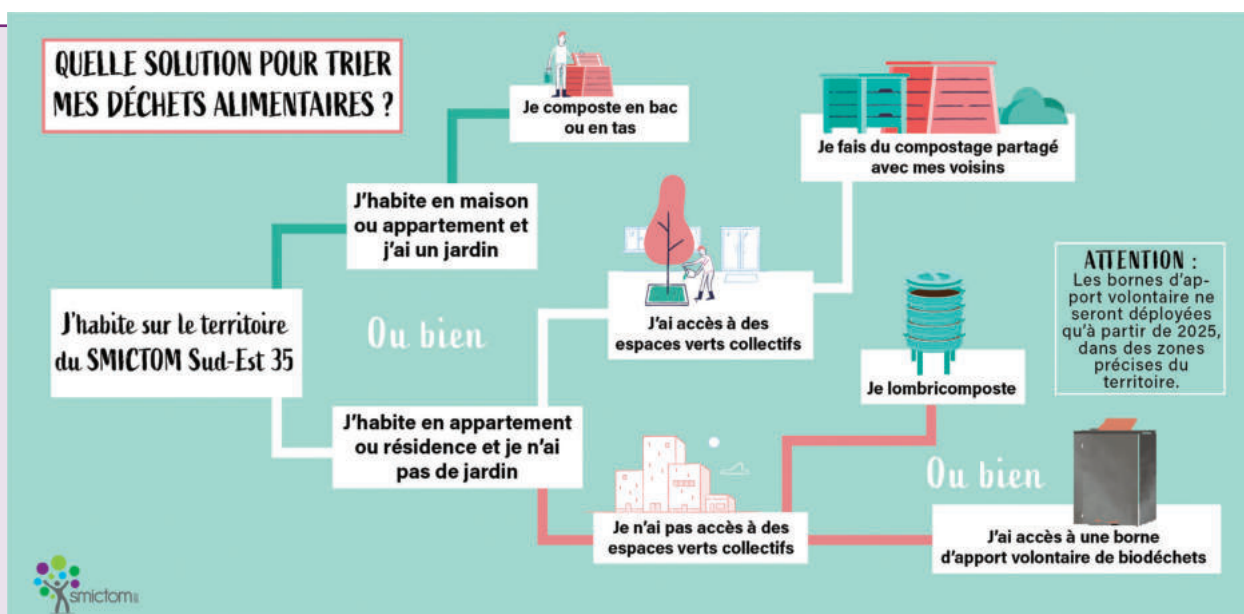 QUELLE SOLUTION POUR TRIER
MES DÉCHETS ALIMENTAIRES ?
Je composte en bac
ou en tas
Je fais du compostage partagé
avec mes voisins
J'habite en maison
ou appartement et
j'ai un jardin
ATTENTION :
Les bornes d'ap-
port volontaire ne
seront déployées
qu'à partir de 2025,
dans des zones
précises du
territoire.
J'habite sur le territoire
du SMICTOM Sud-Est 35
Ou bien
J'ai accès à des
espaces verts collectifs
Je lombricomposte
J'habite en appartement
ou résidence et je n'ai
pas de jardin
Ou bien
Je n'ai pas accès à des
espaces verts collectifs
J'ai accès à une borne
d'apport volontaire de biodéchets
smictom